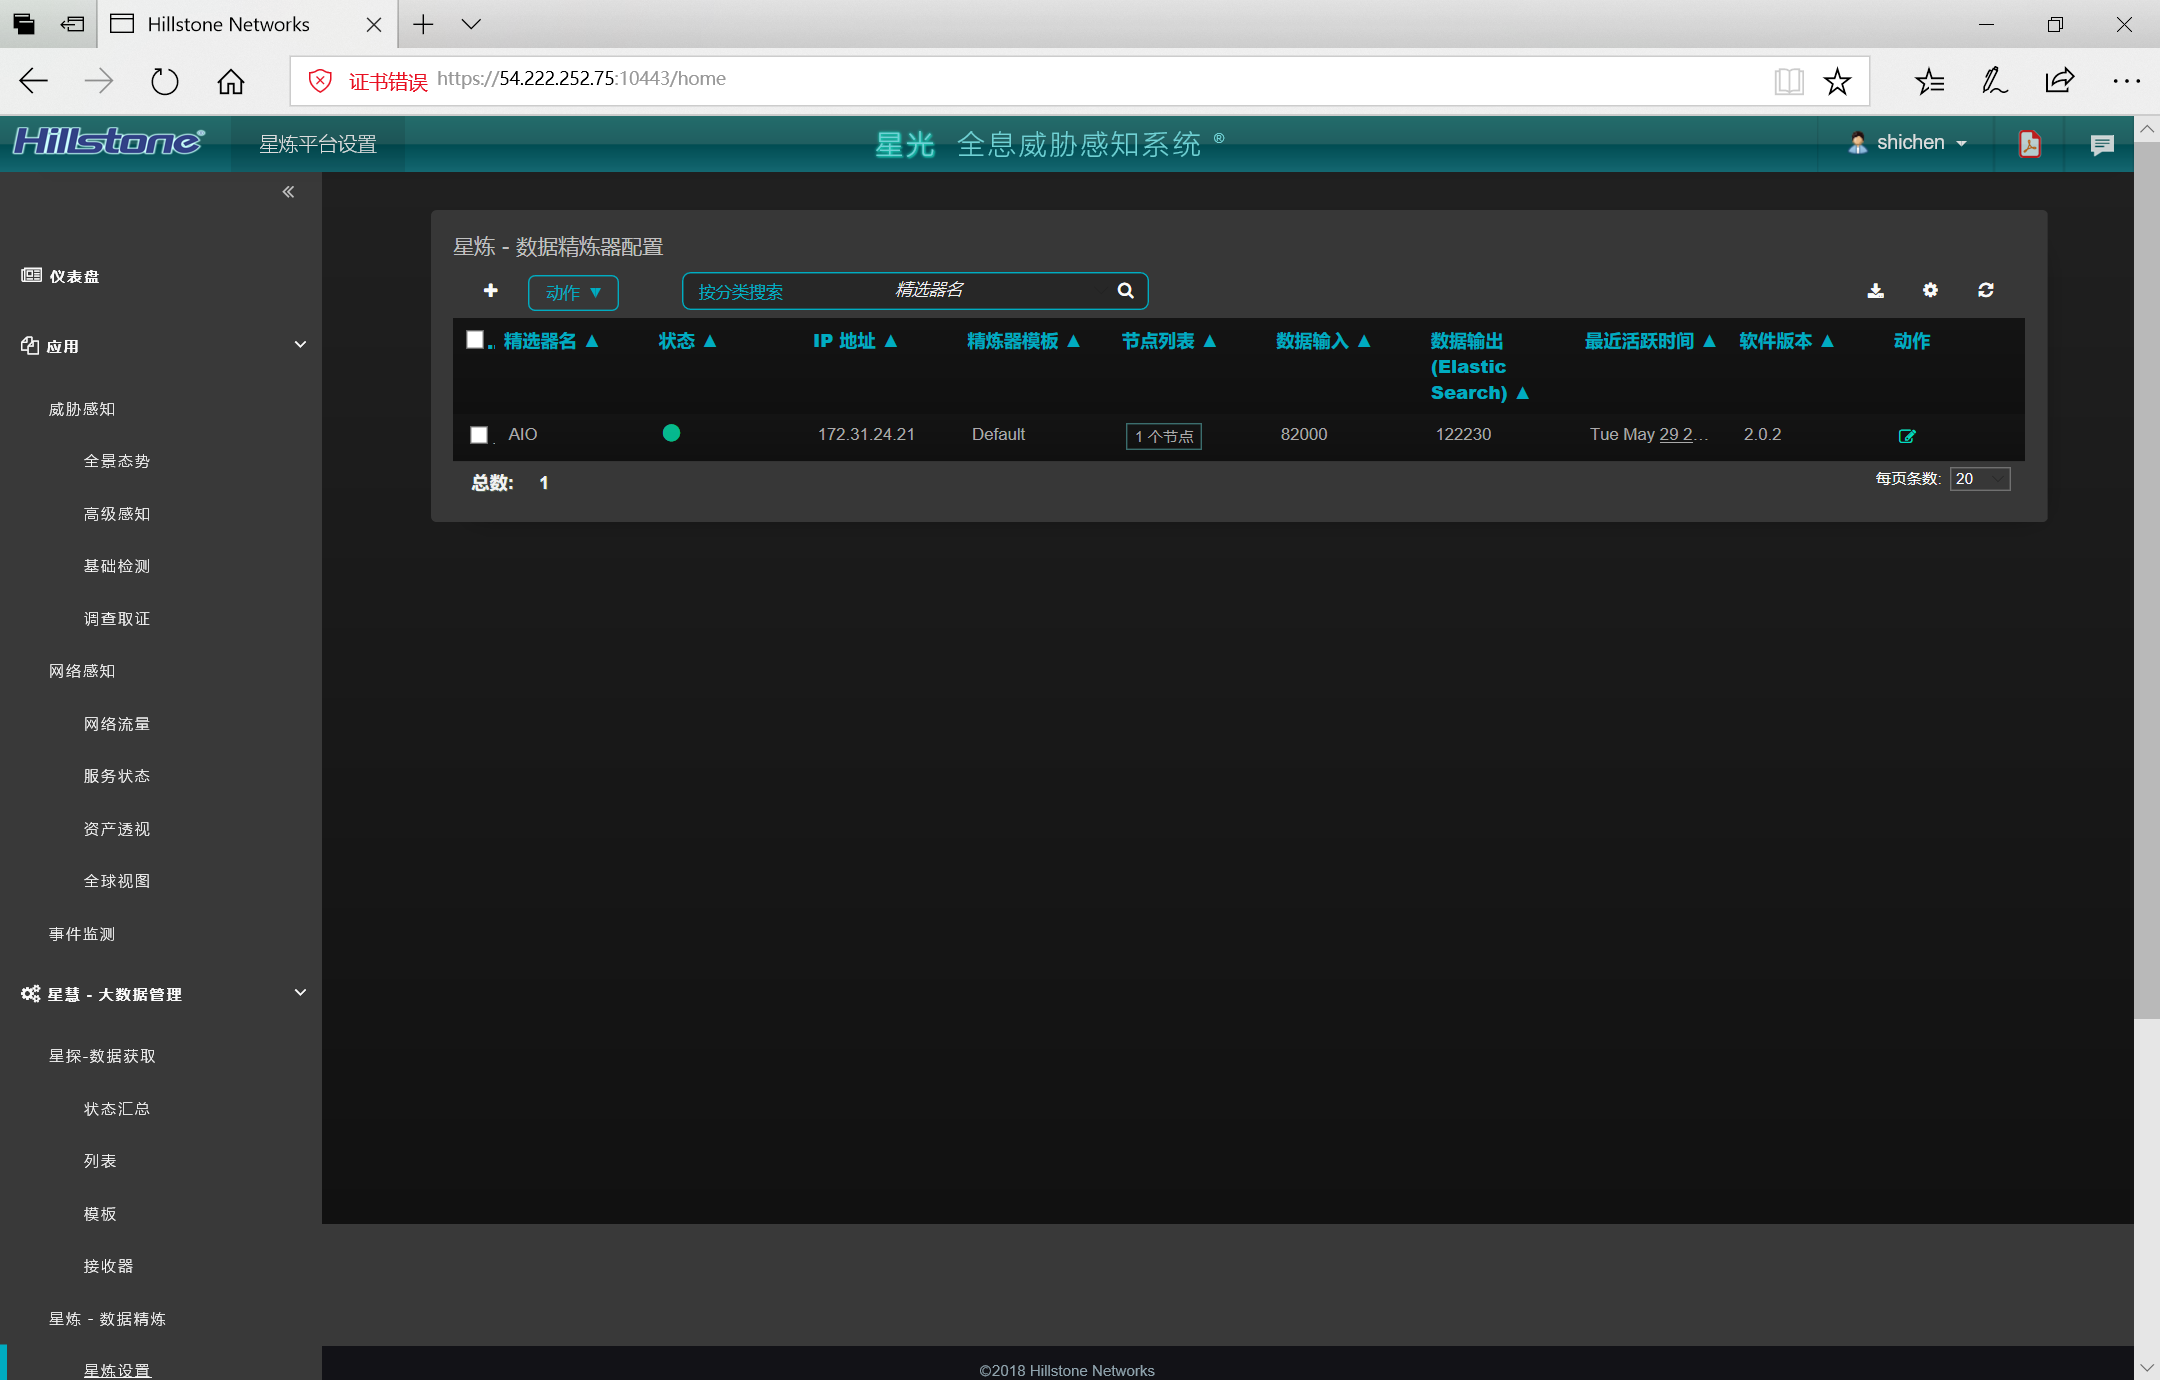 Hillstone Networks
证书错误 https://54.222.252.75:10443/home
Hillstone®
星炼平台设置
星光 全息威胁感知系统 ®
shichen
仪表盘
应用
威胁感知
全景态势
高级感知
基础检测
调查取证
网络感知
网络流量
服务状态
资产透视
全球视图
事件监测
星慧 - 大数据管理
星探-数据获取
状态汇总
列表
模板
接收器
星炼 - 数据精炼
星炼设置
星炼 - 数据精炼器配置
动作 ▼
按分类搜索 精选器名
精选器名 ▲ 状态 ▲ IP 地址 ▲ 精炼器模板 ▲ 节点列表 ▲ 数据输入 ▲ 数据输出 (Elastic Search) ▲ 最近活跃时间 ▲ 软件版本 ▲ 动作
AIO 172.31.24.21 Default 1 个节点 82000 122230 Tue May 29 2... 2.0.2
总数: 1
每页条数: 20
©2018 Hillstone Networks